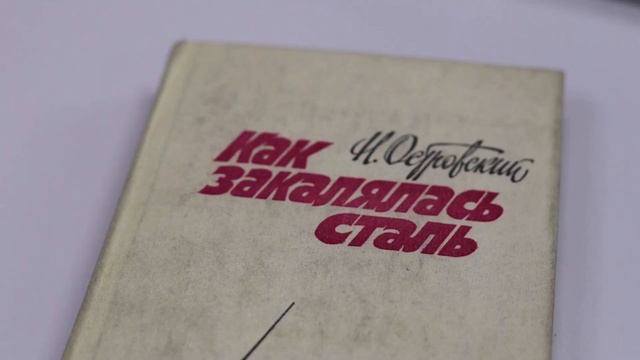 Как
Н. Островский
закалялась
сталь